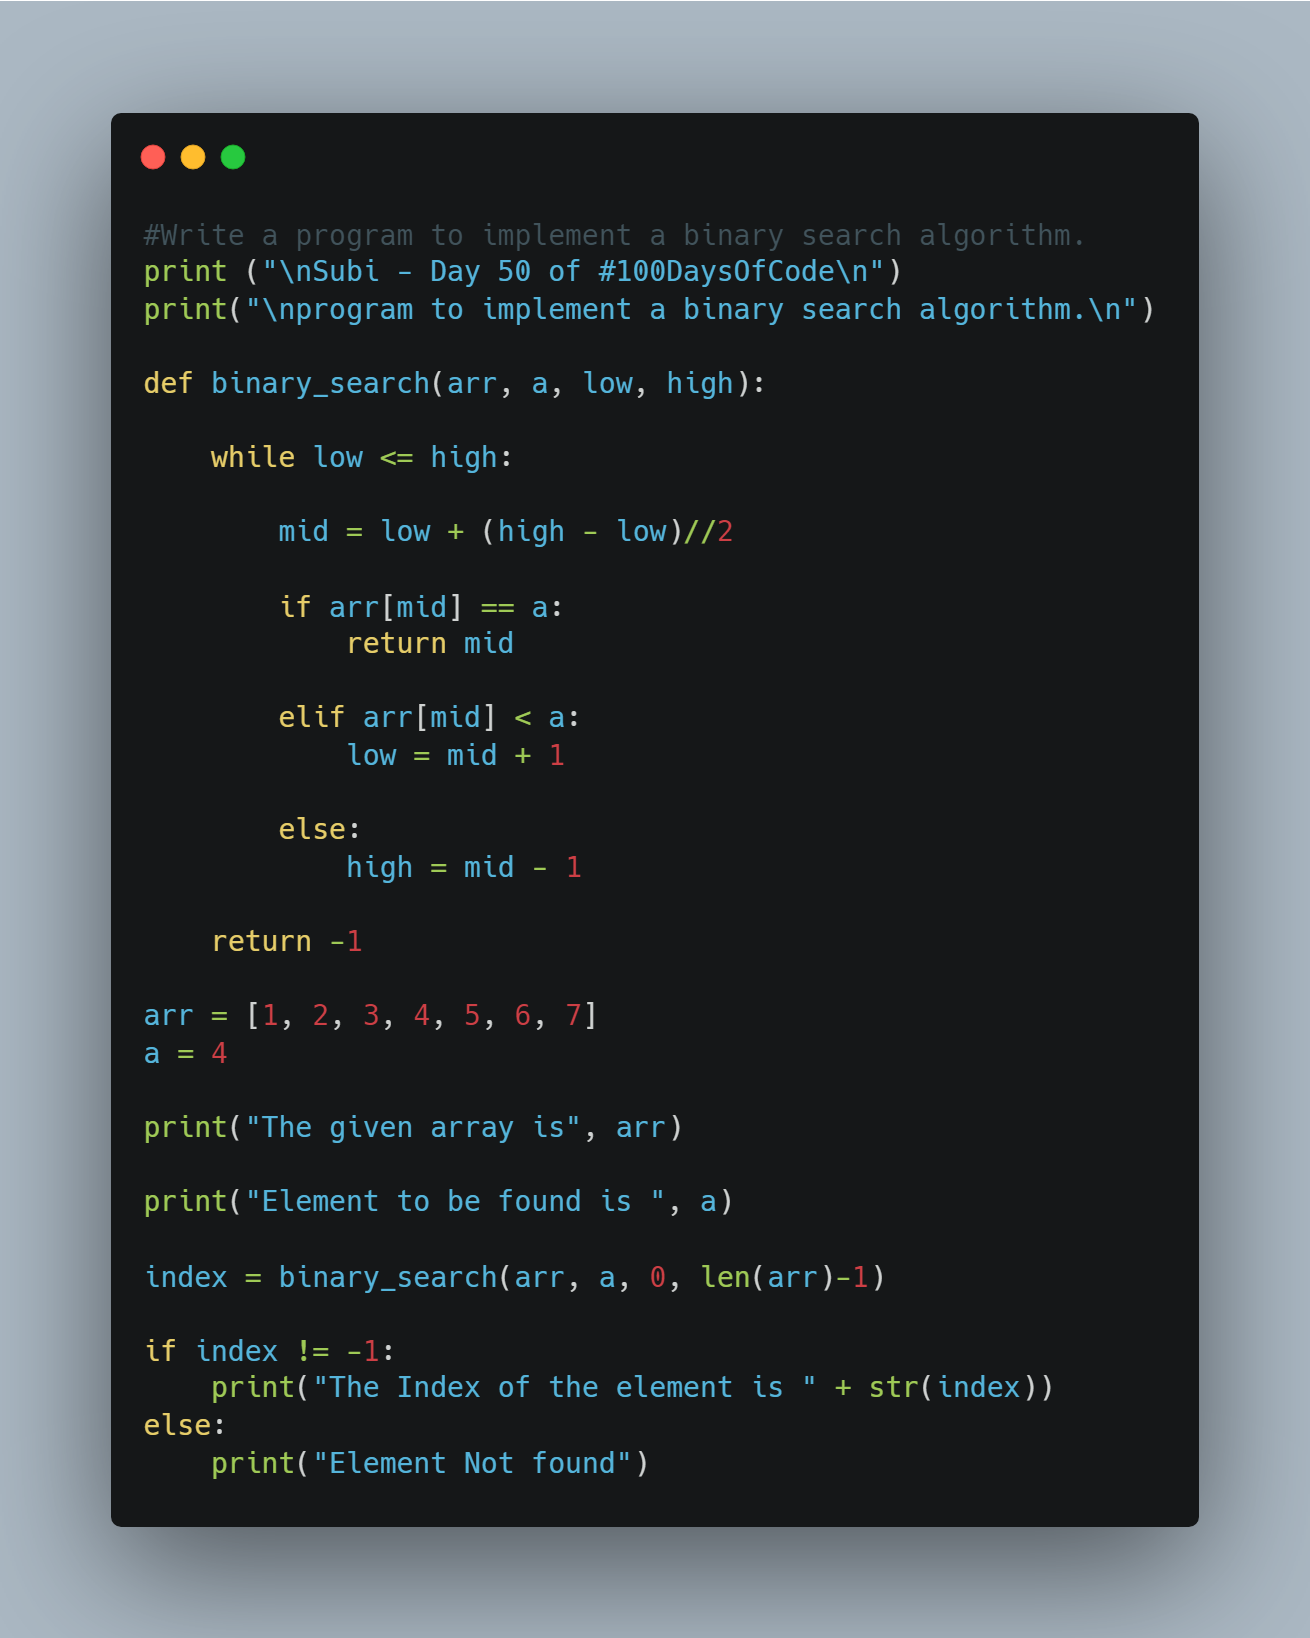 #Write a program to implement a binary search algorithm.
print ("\nSubi - Day 50 of #100DaysOfCode\n")
print("\nprogram to implement a binary search algorithm.\n")
def binary_search(arr, a, low, high):
    while low <= high:
        mid = low + (high - low)//2
        if arr[mid] == a:
            return mid
        elif arr[mid] < a:
            low = mid + 1
        else:
            high = mid - 1
    return -1
arr = [1, 2, 3, 4, 5, 6, 7]
a = 4
print("The given array is", arr)
print("Element to be found is ", a)
index = binary_search(arr, a, 0, len(arr)-1)
if index != -1:
    print("The Index of the element is " + str(index))
else:
    print("Element Not found")